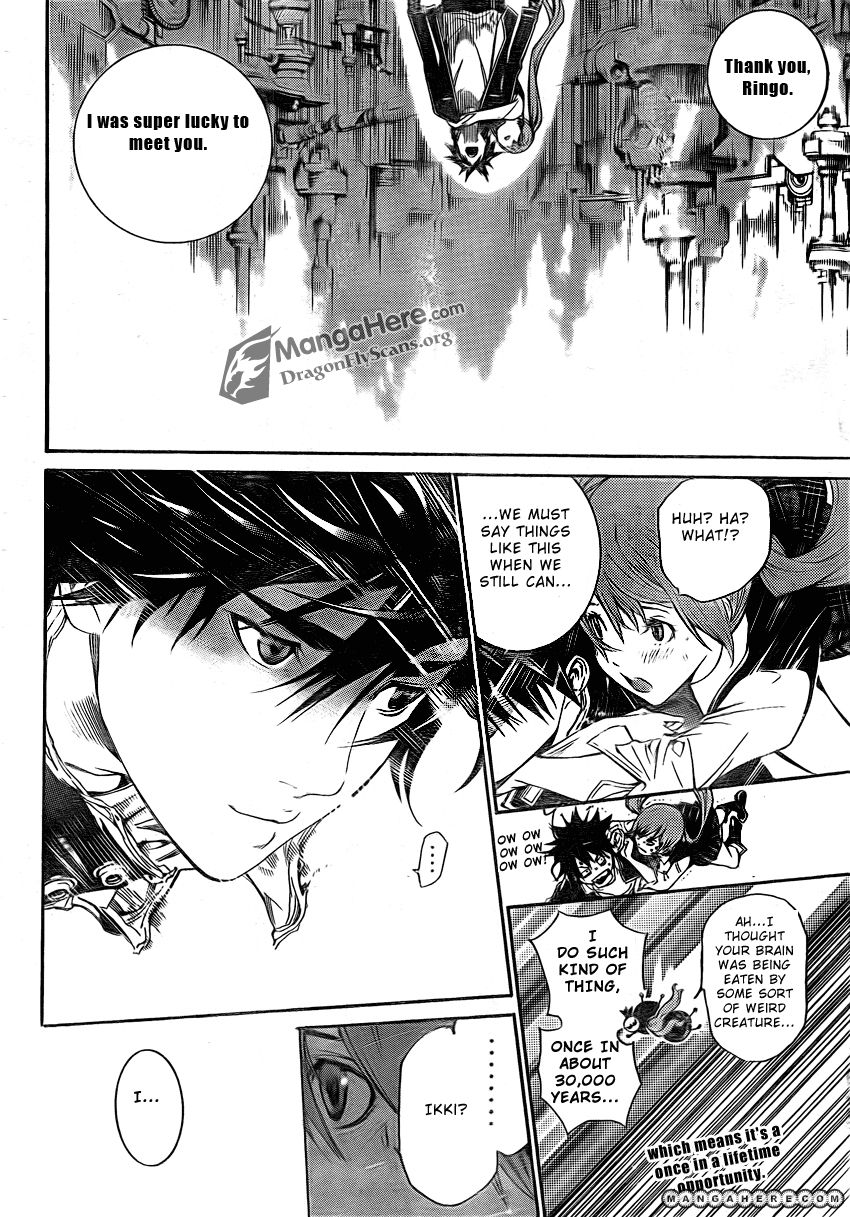 Thank you,
Ringo.
I was super lucky to
meet you.
MangaHere.com
DragonFlyScans.org
HUH? HA?
WHAT!?
...WE MUST
SAY THINGS
LIKE THIS
WHEN WE
STILL CAN...
OW OW
OW OW
OW OW!
....
AH...I
THOUGHT
YOUR BRAIN
WAS BEING
EATEN BY
SOME SORT
OF WEIRD
CREATURE...
I
DO SUCH
KIND OF
THING,
ONCE IN
ABOUT
30,000
YEARS...
which means it's a
once in a lifetime
opportunity.
........
IKKI?
I...
MANGAHERE.COM